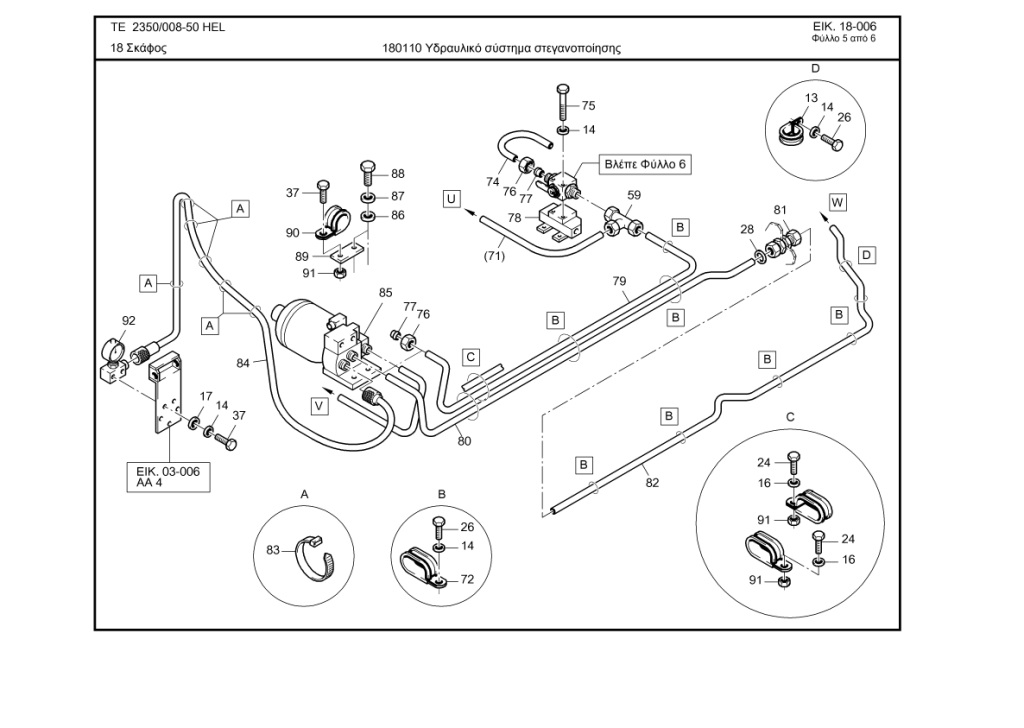 TE 2350/008-50 HEL
ΕΙΚ. 18-006
Φύλλο 5 από 6
18 Σκάφος
180110 Υδραυλικό σύστημα στεγανοποίησης
D
13
14
26
75
14
Βλέπε Φύλλο 6
74
76
77
59
78
U
(71)
B
88
87
86
37
90
89
91
A
A
A
92
84
85
77
76
79
B
B
C
V
80
28
81
W
D
B
B
B
B
82
17
14
37
ΕΙΚ. 03-006
ΑΑ 4
A
83
B
26
14
72
C
24
16
91
24
16
91